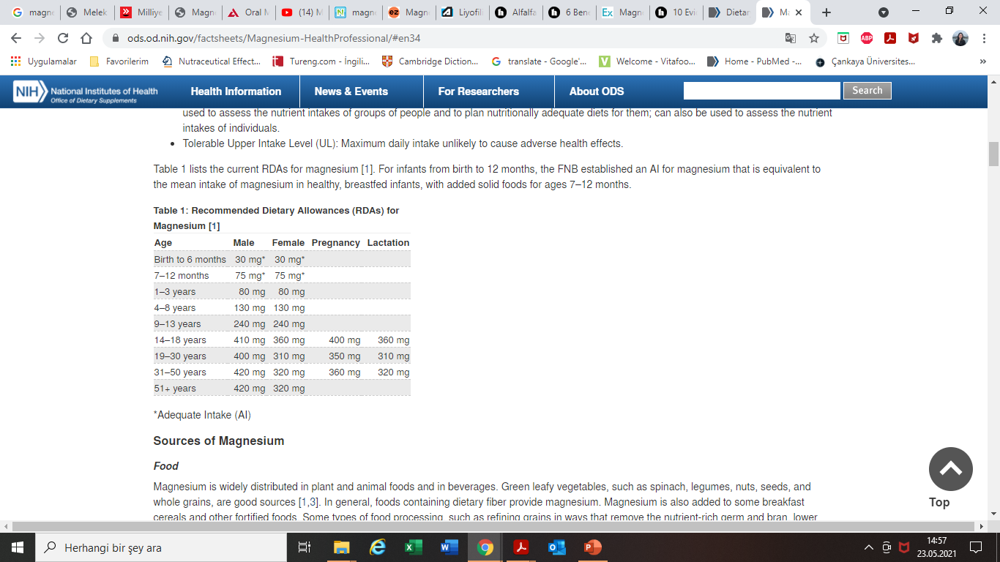 magne
Melek
Milliye
Magne
Oral M
(14) M
magn
Magn
Liyofil
Alfalfa
6 Ben
Magn
10 Evi
Dietar
Ma
ods.od.nih.gov/factsheets/Magnesium-HealthProfessional/#en34
Uygulamalar
Favorilerim
Nutraceutical Effect...
Tureng.com - İngili...
Cambridge Diction...
translate - Google'...
Welcome - Vitafoo...
Home - PubMed -...
Çankaya Üniversites...
NIH National Institutes of Health
Office of Dietary Supplements
Health Information
News & Events
For Researchers
About ODS
Search
used to assess the nutrient intakes of groups of people and to plan nutritionally adequate diets for them; can also be used to assess the nutrient
intakes of individuals.
• Tolerable Upper Intake Level (UL): Maximum daily intake unlikely to cause adverse health effects.
Table 1 lists the current RDAs for magnesium [1]. For infants from birth to 12 months, the FNB established an AI for magnesium that is equivalent to
the mean intake of magnesium in healthy, breastfed infants, with added solid foods for ages 7–12 months.
Table 1: Recommended Dietary Allowances (RDAs) for
Magnesium [1]
Age Male Female Pregnancy Lactation
Birth to 6 months 30 mg* 30 mg*
7–12 months 75 mg* 75 mg*
1–3 years 80 mg 80 mg
4–8 years 130 mg 130 mg
9–13 years 240 mg 240 mg
14–18 years 410 mg 360 mg 400 mg 360 mg
19–30 years 400 mg 310 mg 350 mg 310 mg
31–50 years 420 mg 320 mg 360 mg 320 mg
51+ years 420 mg 320 mg
*Adequate Intake (AI)
Sources of Magnesium
Food
Magnesium is widely distributed in plant and animal foods and in beverages. Green leafy vegetables, such as spinach, legumes, nuts, seeds, and
whole grains, are good sources [1,3]. In general, foods containing dietary fiber provide magnesium. Magnesium is also added to some breakfast
cereals and other fortified foods. Some types of food processing, such as refining grains in ways that remove the nutrient-rich germ and bran, lower
Top
Herhangi bir şey ara
14:57
23.05.2021